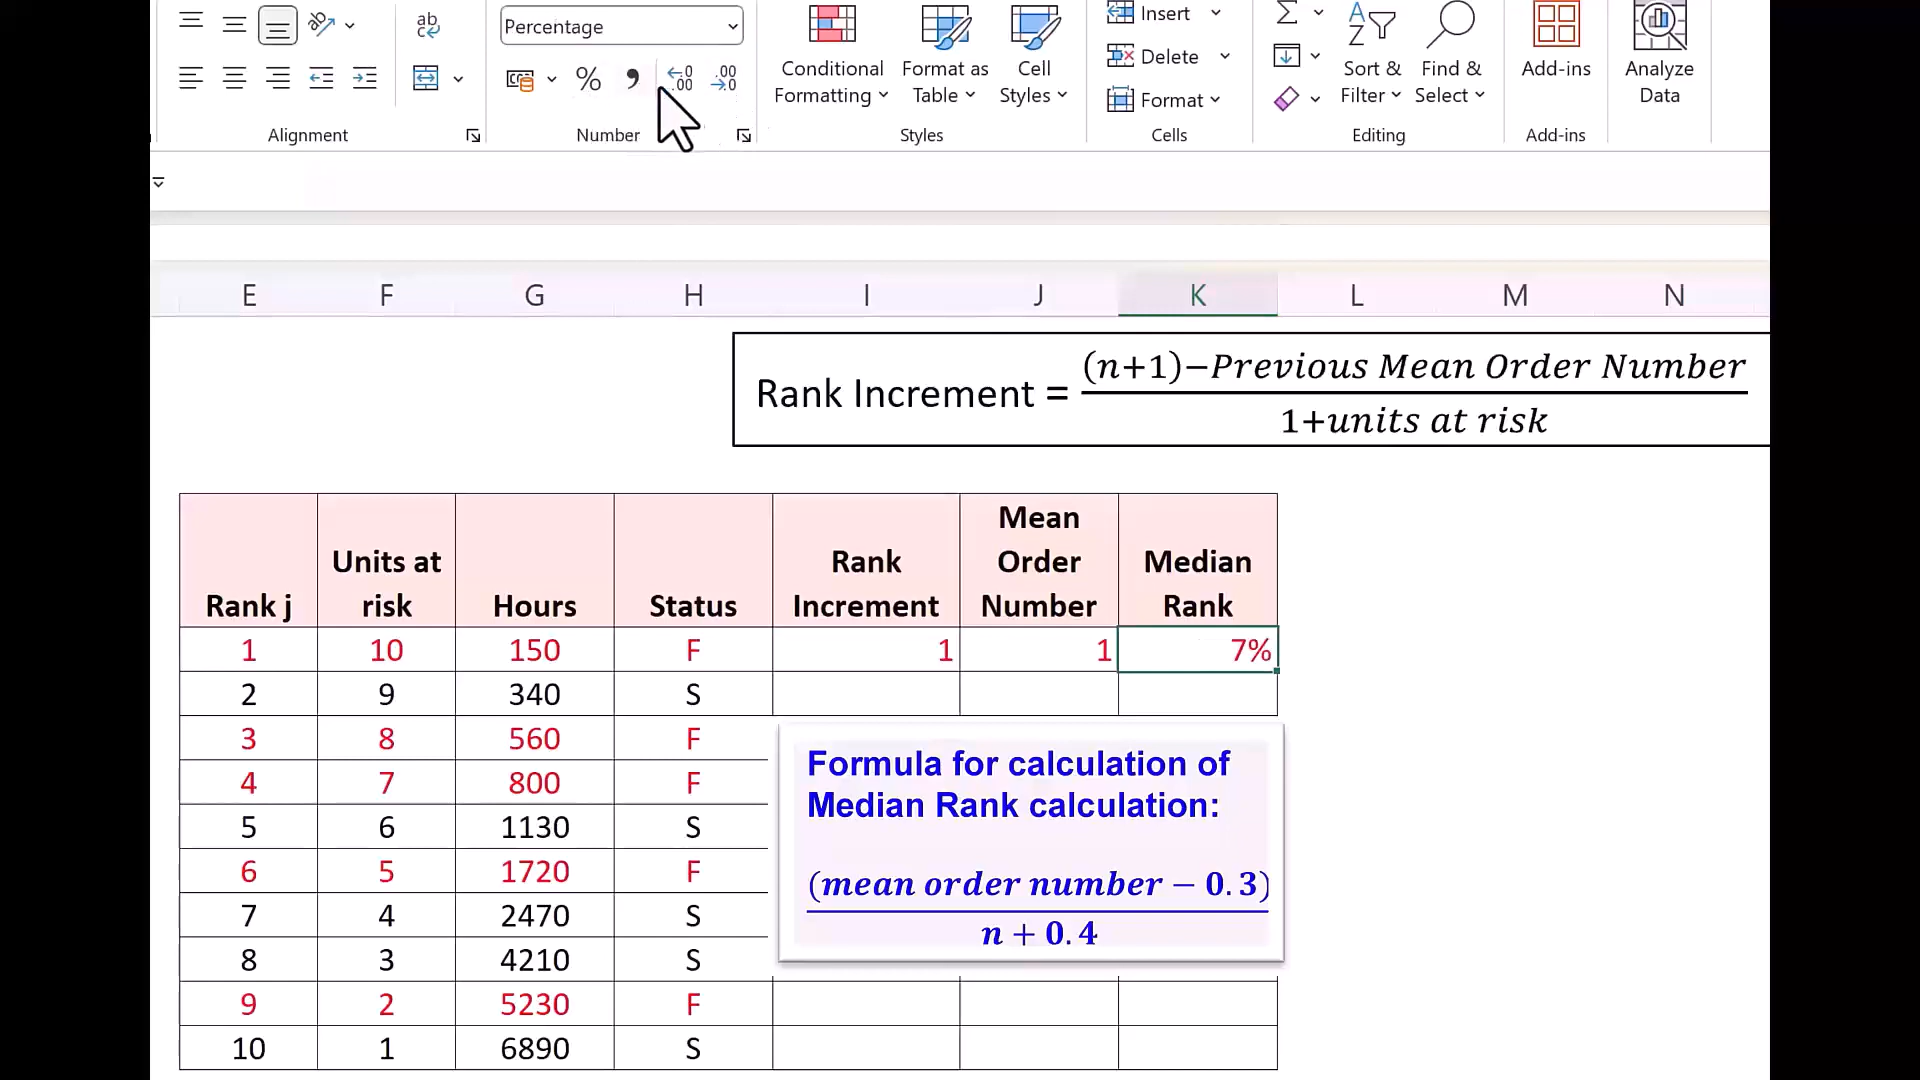 Percentage
Insert
Delete
Format
Conditional Formatting
Format as Table
Cell Styles
Sort & Filter
Find & Select
Add-ins
Analyze Data
Alignment
Number
Styles
Cells
Editing
Add-ins
E F G H I J K L M N
Rank Increment = (n+1)−Previous Mean Order Number
1+units at risk
Rank j Units at risk Hours Status Rank Increment Mean Order Number Median Rank
1 10 150 F 1 1 7%
2 9 340 S
3 8 560 F
4 7 800 F
5 6 1130 S
6 5 1720 F
7 4 2470 S
8 3 4210 S
9 2 5230 F
10 1 6890 S
Formula for calculation of
Median Rank calculation:
(mean order number − 0.3)
n + 0.4